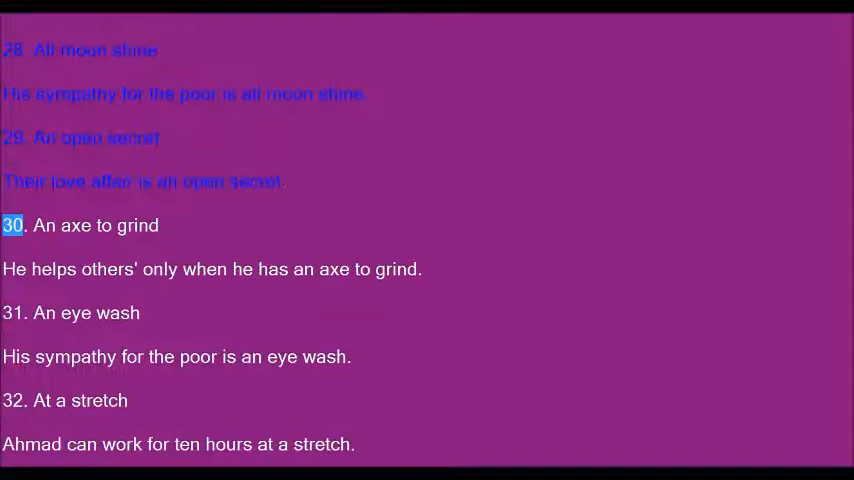 28. All moon shine
His sympathy for the poor is all moon shine.
29. An open secret
Their love affair is an open secret.
30. An axe to grind
He helps others' only when he has an axe to grind.
31. An eye wash
His sympathy for the poor is an eye wash.
32. At a stretch
Ahmad can work for ten hours at a stretch.